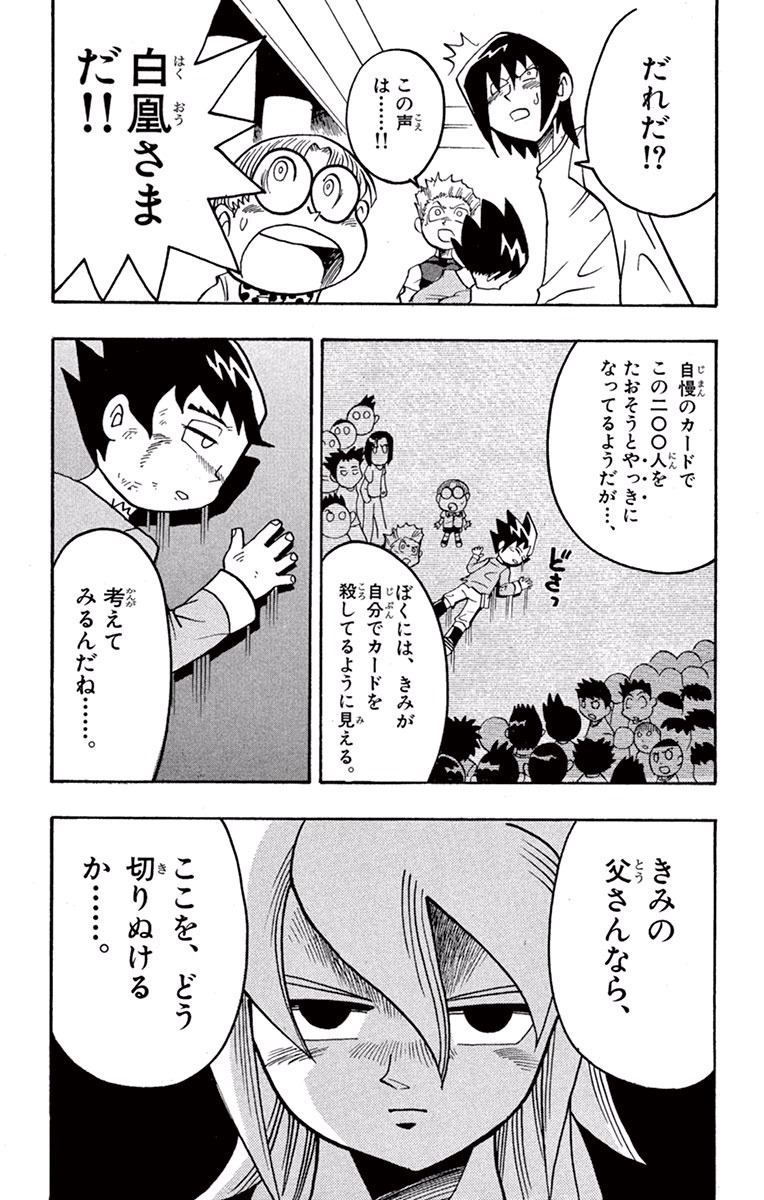 だれだ!?
この声
は……!!
白凰さま
だ!!
自慢のカードで
この二〇〇人を
たおそうとやっきに
なってるようだが…、
どさっ
ぼくには、きみが
自分でカードを
殺してるように見える。
考えて
みるんだね……。
きみの
父さんなら、
ここを、どう
切りぬける
か……。